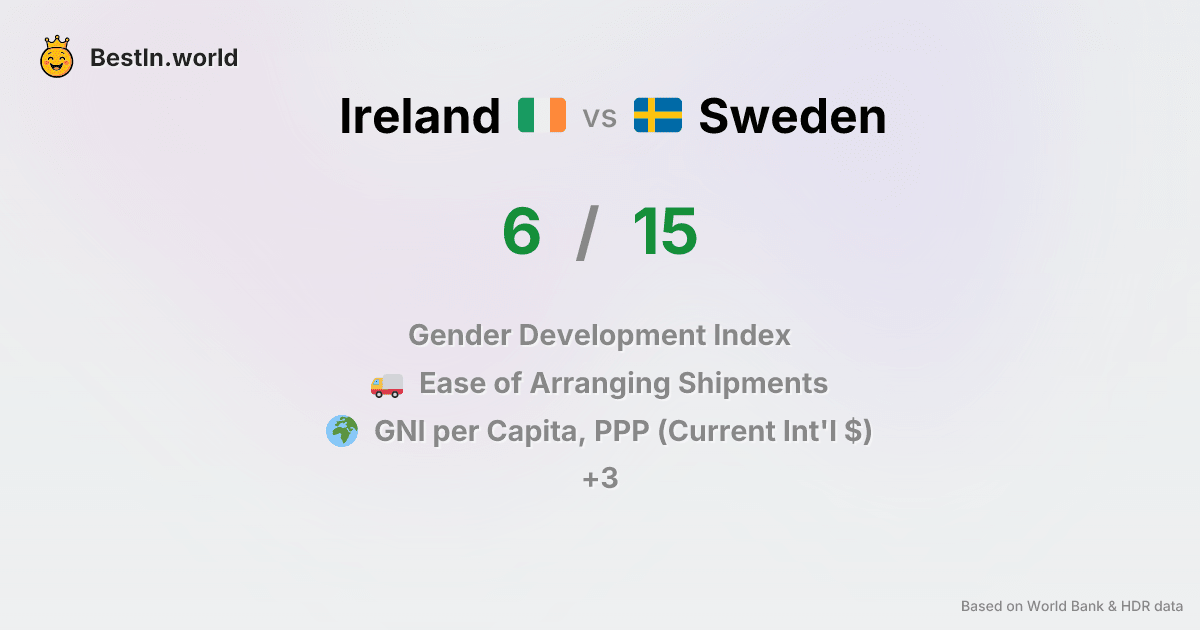 BestIn.world
Ireland vs Sweden
6 / 15
Gender Development Index
Ease of Arranging Shipments
GNI per Capita, PPP (Current Int'l $)
+3
Based on World Bank & HDR data